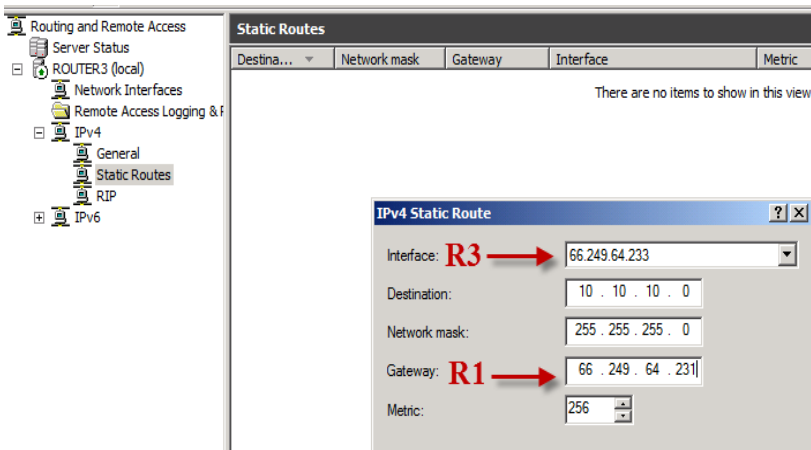 Routing and Remote Access
Server Status
ROUTER3 (local)
Network Interfaces
Remote Access Logging &
IPv4
General
Static Routes
RIP
IPv6
Static Routes
Destina... Network mask Gateway Interface Metric
There are no items to show in this view
IPv4 Static Route
Interface: R3 66.249.64.233
Destination: 10 . 10 . 10 . 0
Network mask: 255 . 255 . 255 . 0
Gateway: R1 66 . 249 . 64 . 231
Metric: 256